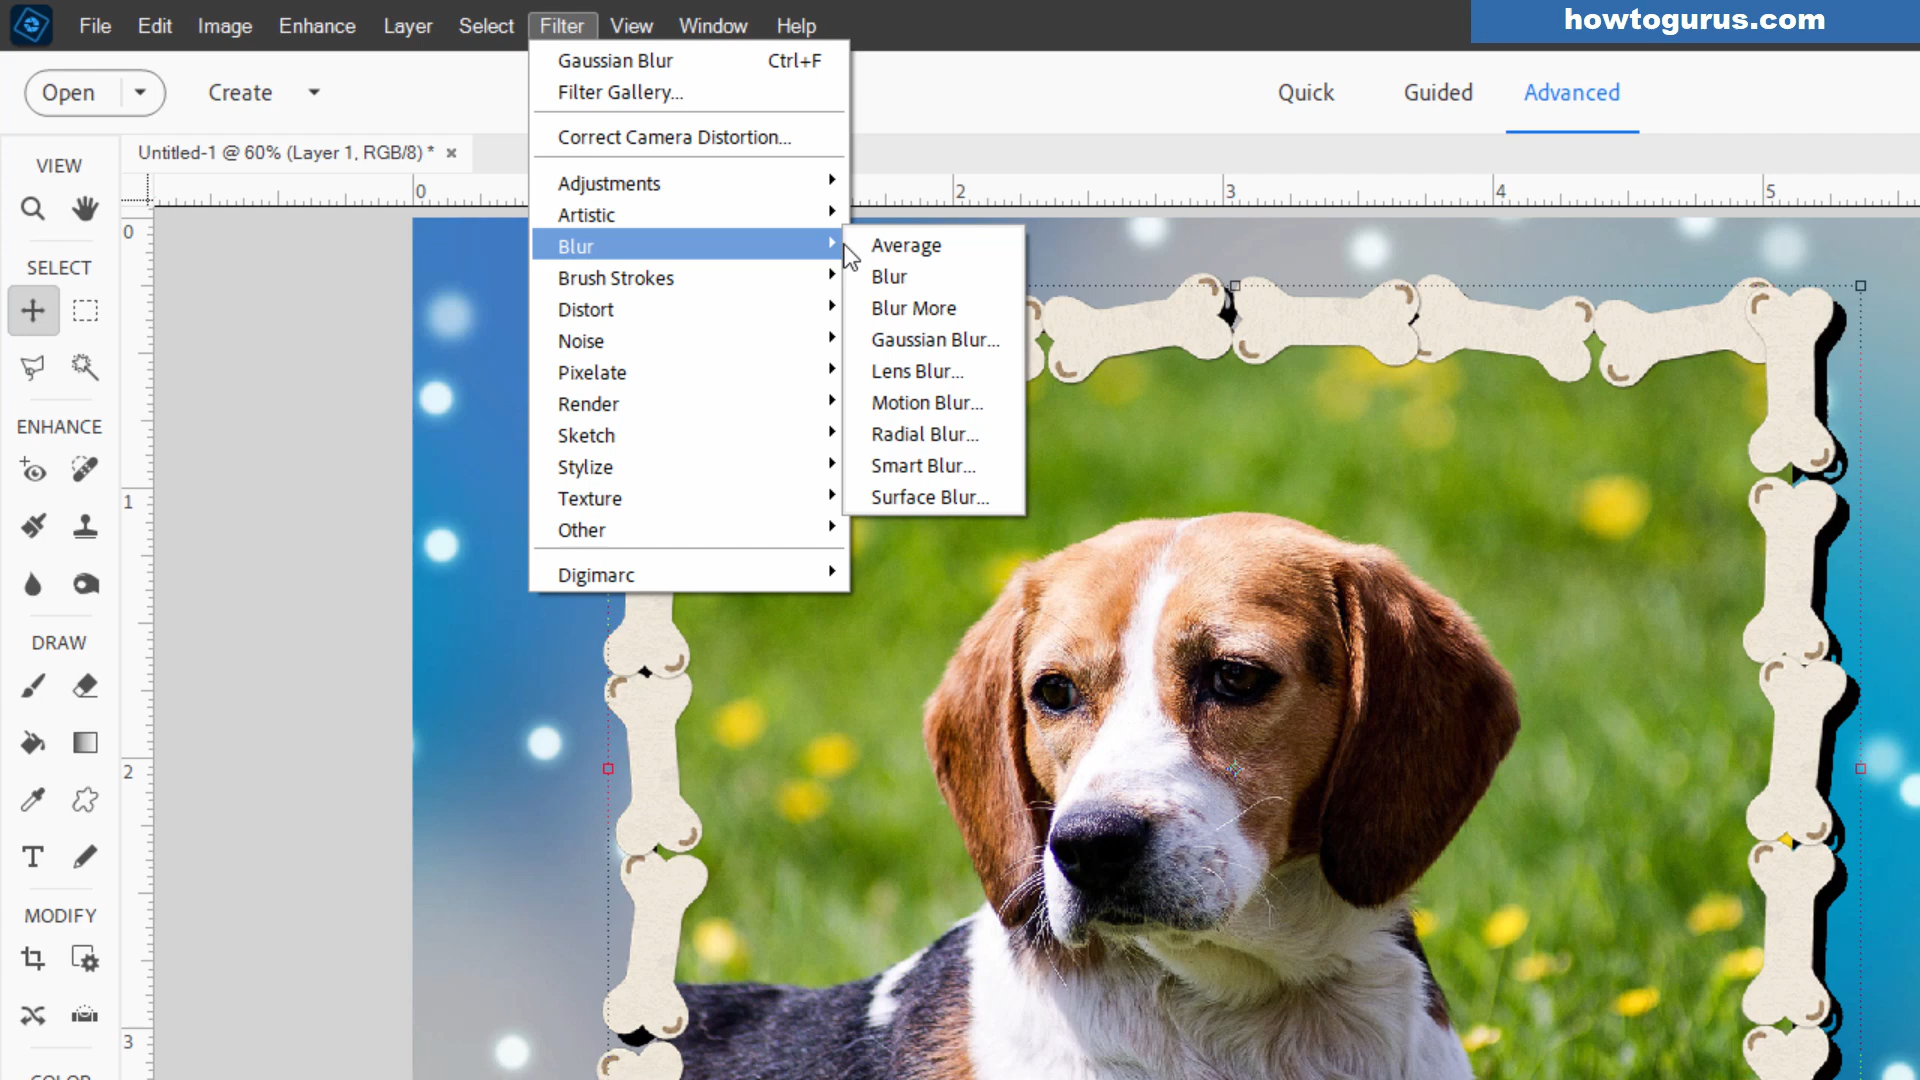 File Edit Image Enhance Layer Select Filter View Window Help
howtogurus.com
Open Create
Quick Guided Advanced
Untitled-1 @ 60% (Layer 1, RGB/8) * ×
0 2 3 4 5
0
1
2
3
VIEW
SELECT
ENHANCE
DRAW
T
MODIFY
COLOR
Gaussian Blur Ctrl+F
Filter Gallery...
Correct Camera Distortion...
Adjustments
Artistic
Blur
Brush Strokes
Distort
Noise
Pixelate
Render
Sketch
Stylize
Texture
Other
Digimarc
Average
Blur
Blur More
Gaussian Blur...
Lens Blur...
Motion Blur...
Radial Blur...
Smart Blur...
Surface Blur...